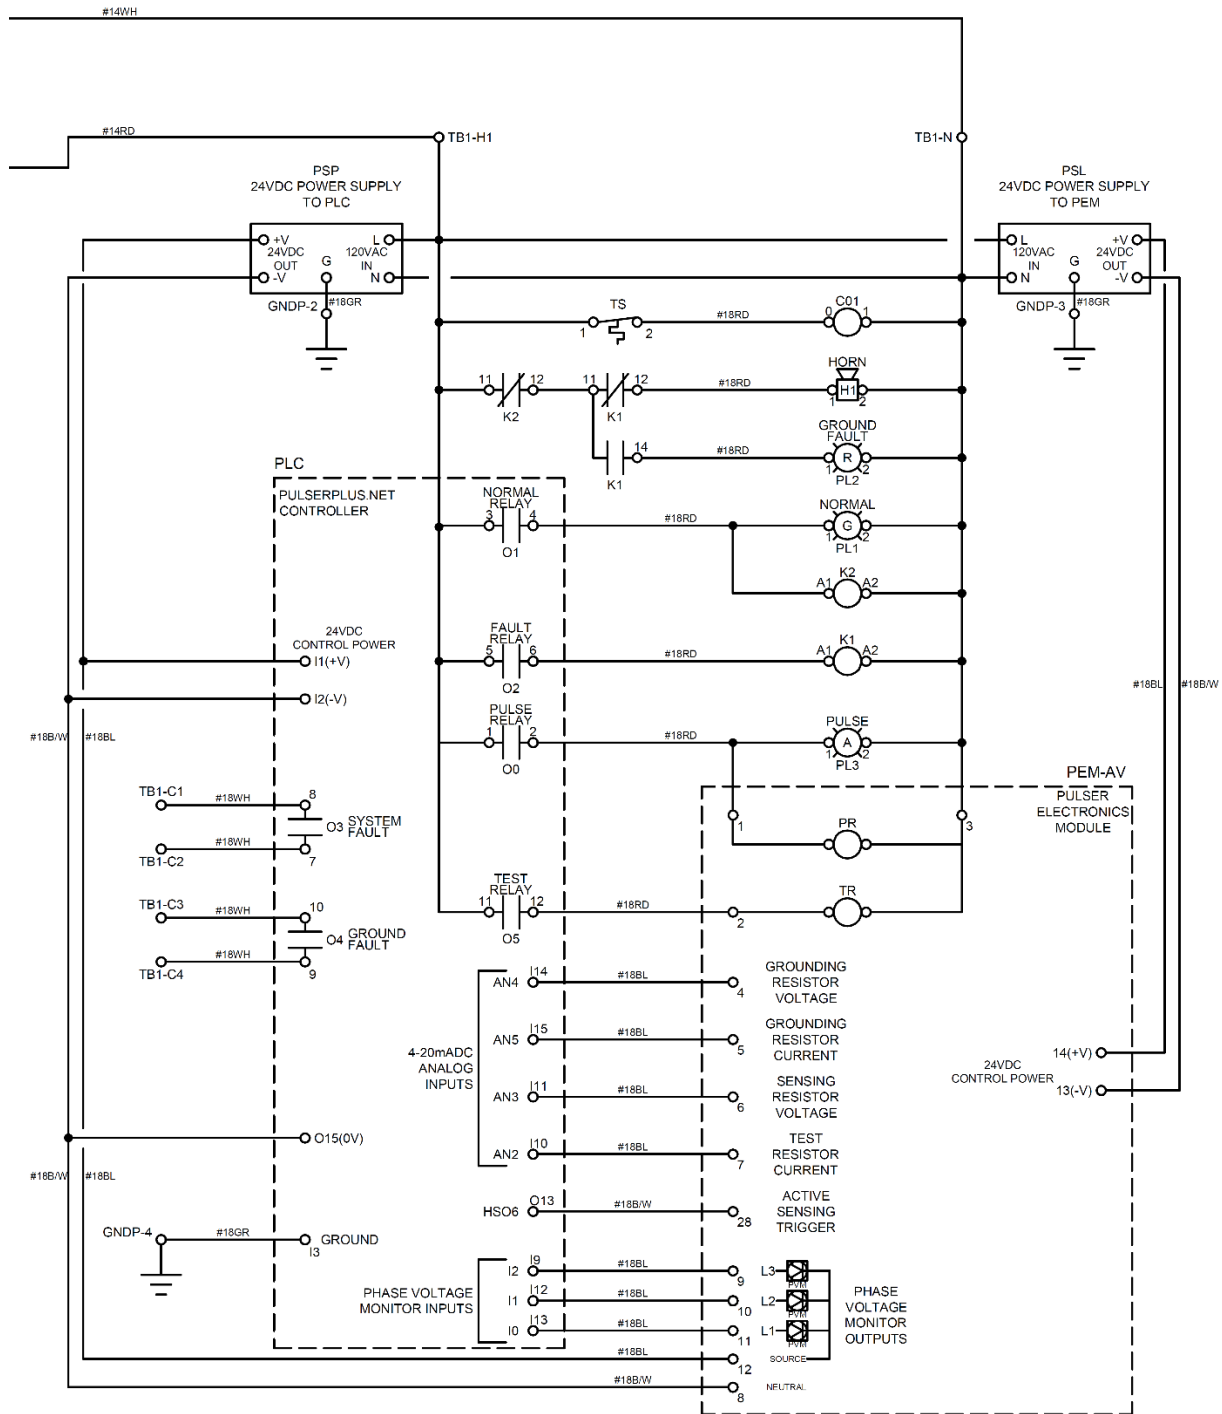 #14WH
#14RD
TB1-H1
TB1-N
PSP
24VDC POWER SUPPLY
TO PLC
PSL
24VDC POWER SUPPLY
TO PEM
+V
24VDC
OUT
-V
G
L
120VAC
IN
N
L
120VAC
IN
N
G
+V
24VDC
OUT
-V
GNDP-2
#18GR
GNDP-3
#18GR
TS
1
2
#18RD
C01
0
1
11
12
K2
11
12
K1
#18RD
HORN
H1
1
2
14
K1
#18RD
GROUND
FAULT
R
1
2
PL2
PLC
PULSERPLUS.NET
CONTROLLER
NORMAL
RELAY
3
4
O1
#18RD
NORMAL
G
1
2
PL1
K2
A1
A2
24VDC
CONTROL POWER
I1(+V)
I2(-V)
FAULT
RELAY
5
6
O2
#18RD
K1
A1
A2
#18BL
#18B/W
#18B/W
#18BL
PULSE
RELAY
1
2
O0
#18RD
PULSE
A
1
2
PL3
PEM-AV
PULSER
ELECTRONICS
MODULE
TB1-C1
#18WH
8
O3
SYSTEM
FAULT
TB1-C2
#18WH
7
1
PR
3
TB1-C3
#18WH
10
O4
GROUND
FAULT
TB1-C4
#18WH
9
TEST
RELAY
11
12
O5
#18RD
2
TR
4-20mADC
ANALOG
INPUTS
AN4
I14
#18BL
4
GROUNDING
RESISTOR
VOLTAGE
AN5
I15
#18BL
5
GROUNDING
RESISTOR
CURRENT
AN3
I11
#18BL
6
SENSING
RESISTOR
VOLTAGE
AN2
I10
#18BL
7
TEST
RESISTOR
CURRENT
24VDC
CONTROL POWER
14(+V)
13(-V)
O15(0V)
#18B/W
#18BL
HSO6
O13
#18B/W
28
ACTIVE
SENSING
TRIGGER
GNDP-4
#18GR
I3
GROUND
PHASE VOLTAGE
MONITOR INPUTS
I2
I9
#18BL
9
L3
PVM
I1
I12
#18BL
10
L2
PVM
I0
I13
#18BL
11
L1
PVM
PHASE
VOLTAGE
MONITOR
OUTPUTS
#18BL
12
SOURCE
#18B/W
8
NEUTRAL